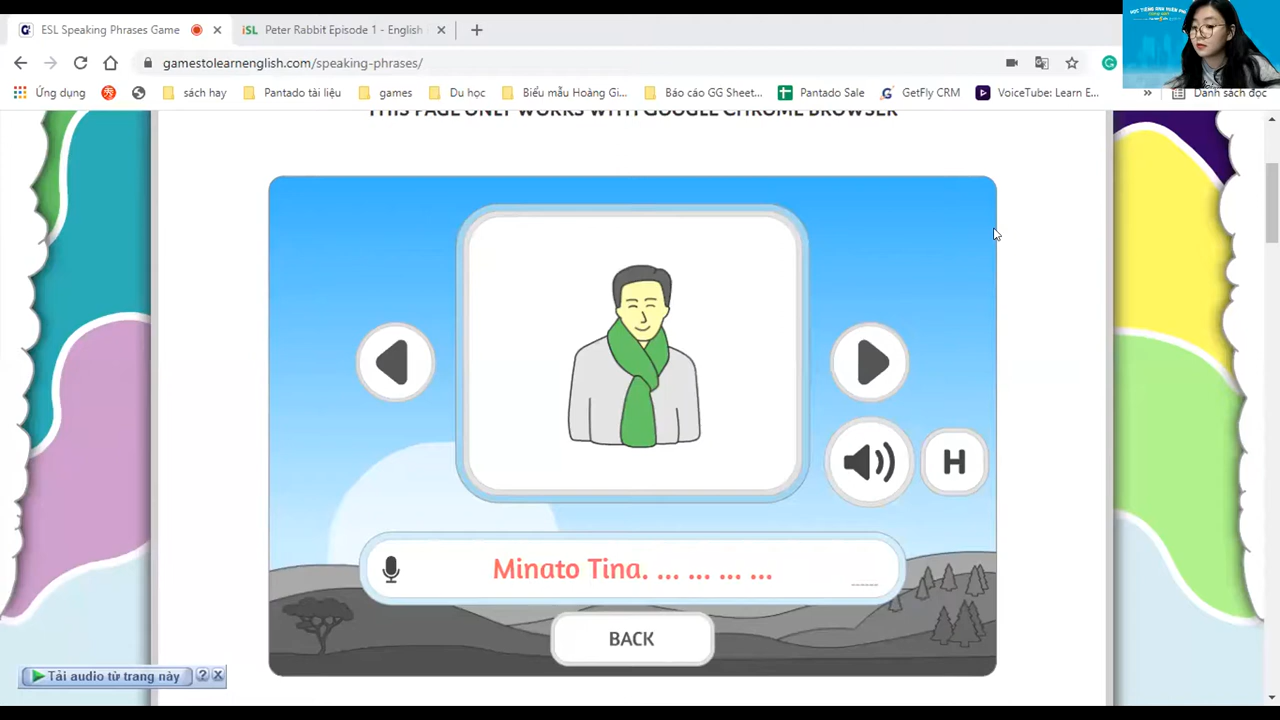 ESL Speaking Phrases Game
iSL Peter Rabbit Episode 1 - English
gamestolearnenglish.com/speaking-phrases/
Ứng dụng
sách hay
Pantado tài liệu
games
Du học
Biểu mẫu Hoàng Gi...
Báo cáo GG Sheet...
Pantado Sale
GetFly CRM
VoiceTube: Learn E...
»
Danh sách đọc
THIS PAGE ONLY WORKS WITH GOOGLE CHROME BROWSER
H
Minato Tina. ... ... ... ...
BACK
Tải audio từ trang này
?